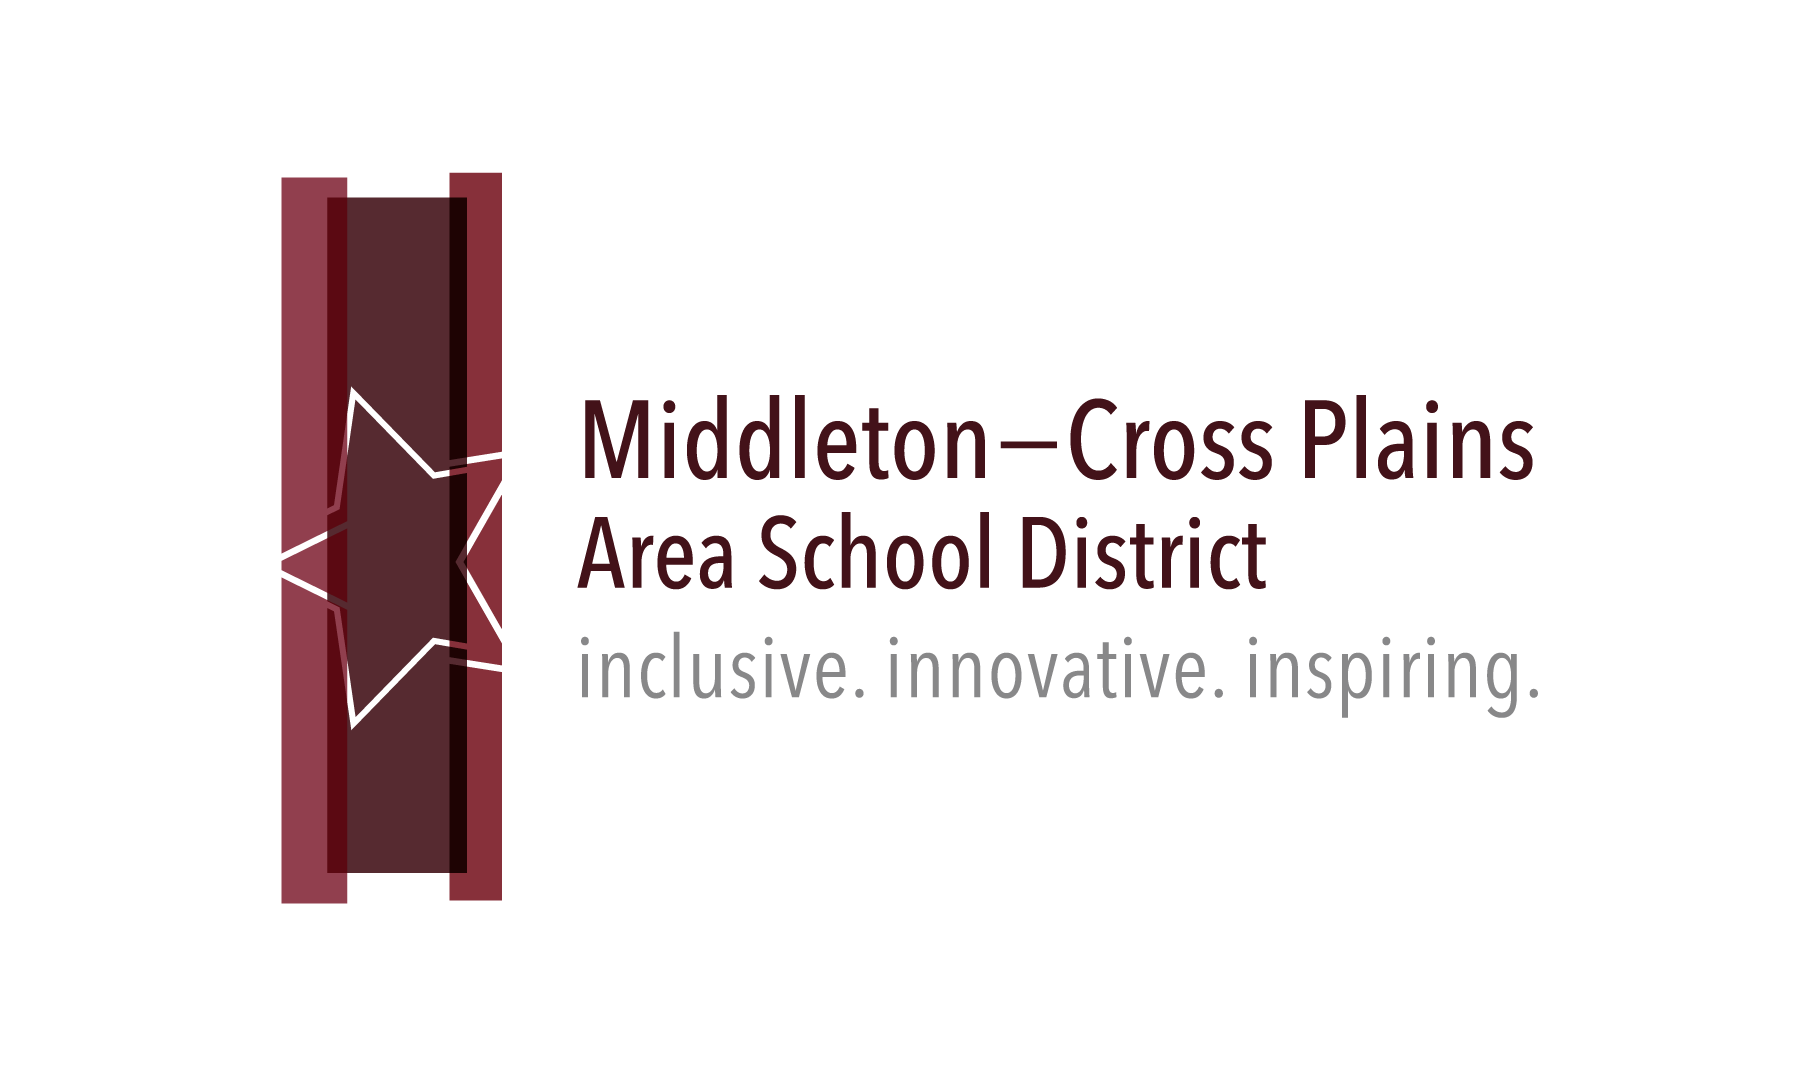 Middleton—Cross Plains
Area School District
inclusive. innovative. inspiring.